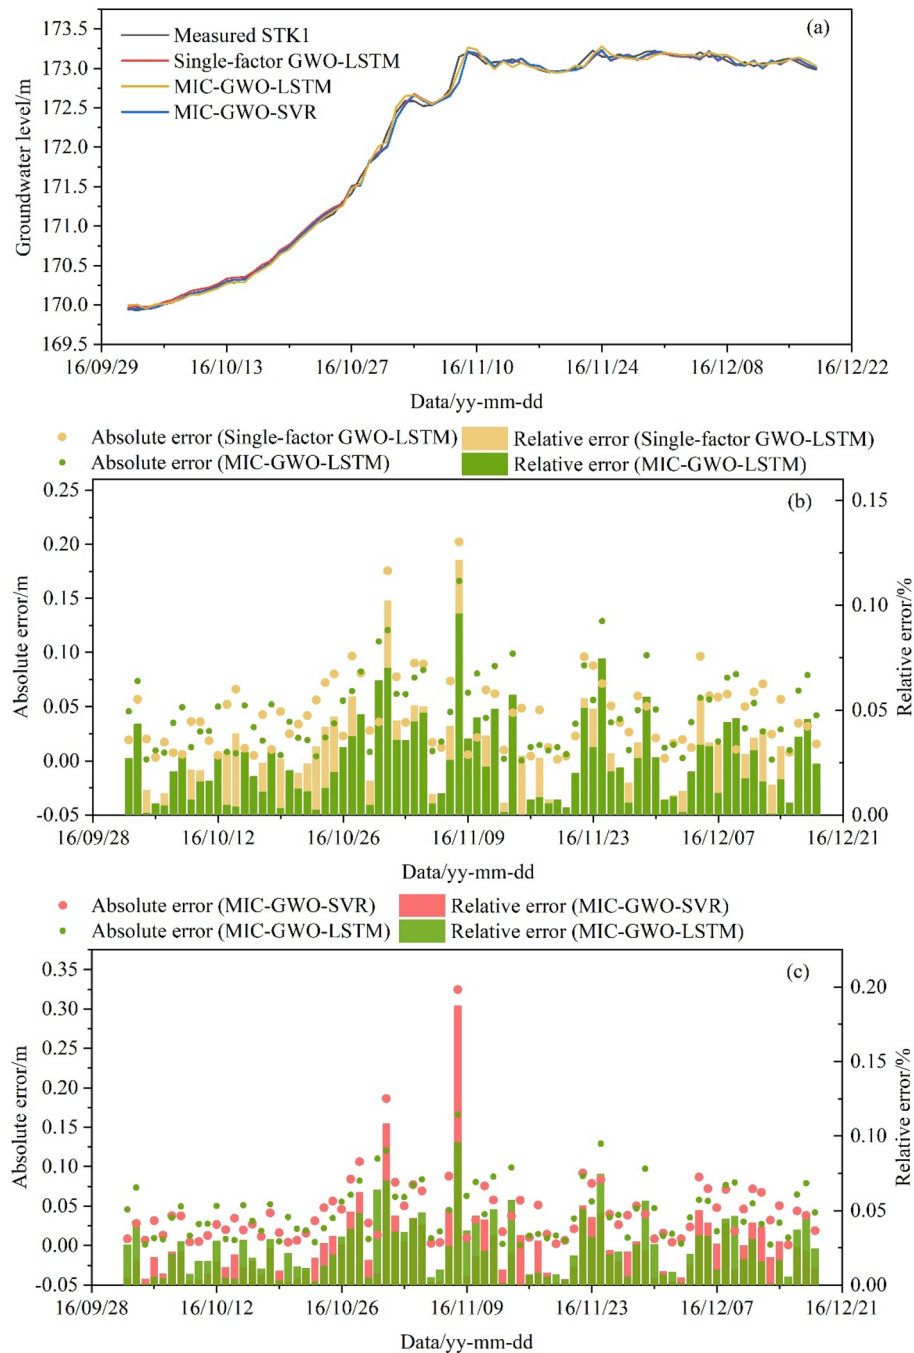 (a)
Measured STK1
Single-factor GWO-LSTM
MIC-GWO-LSTM
MIC-GWO-SVR
Groundwater level/m
173.5
173.0
172.5
172.0
171.5
171.0
170.5
170.0
169.5
16/09/29 16/10/13 16/10/27 16/11/10 16/11/24 16/12/08 16/12/22
Data/yy-mm-dd
Absolute error (Single-factor GWO-LSTM) Relative error (Single-factor GWO-LSTM)
Absolute error (MIC-GWO-LSTM) Relative error (MIC-GWO-LSTM)
(b)
Absolute error/m
0.25
0.20
0.15
0.10
0.05
0.00
-0.05
Relative error/%
0.15
0.10
0.05
0.00
16/09/28 16/10/12 16/10/26 16/11/09 16/11/23 16/12/07 16/12/21
Data/yy-mm-dd
Absolute error (MIC-GWO-SVR) Relative error (MIC-GWO-SVR)
Absolute error (MIC-GWO-LSTM) Relative error (MIC-GWO-LSTM)
(c)
Absolute error/m
0.35
0.30
0.25
0.20
0.15
0.10
0.05
0.00
-0.05
Relative error/%
0.20
0.15
0.10
0.05
0.00
16/09/28 16/10/12 16/10/26 16/11/09 16/11/23 16/12/07 16/12/21
Data/yy-mm-dd